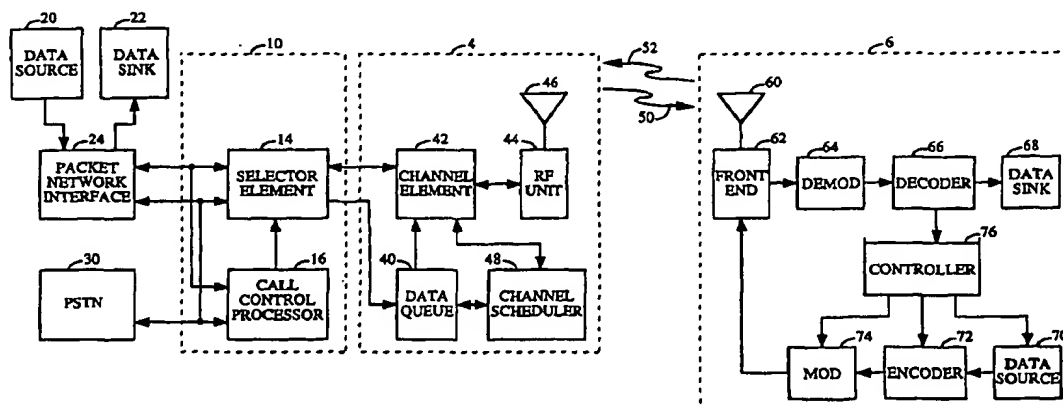 20
DATA
SOURCE
22
DATA
SINK
24
PACKET
NETWORK
INTERFACE
30
PSTN
10
14
SELECTOR
ELEMENT
16
CALL
CONTROL
PROCESSOR
4
42
CHANNEL
ELEMENT
46
44
RF
UNIT
40
DATA
QUEUE
48
CHANNEL
SCHEDULER
52
50
6
60
62
FRONT
END
64
DEMOD
66
DECODER
68
DATA
SINK
76
CONTROLLER
74
MOD
72
ENCODER
70
DATA
SOURCE